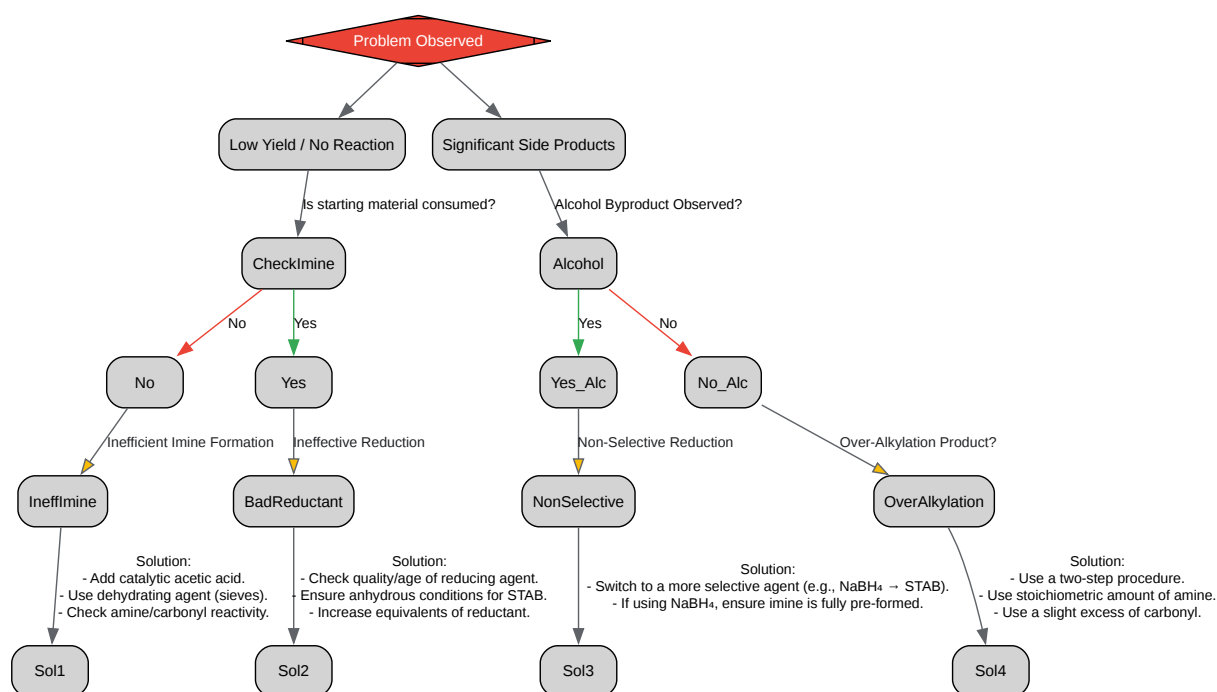 Problem Observed
Low Yield / No Reaction
Significant Side Products
Is starting material consumed?
Alcohol Byproduct Observed?
CheckImine
Alcohol
No
Yes
Yes
No
No
Yes
Yes_Alc
No_Alc
Inefficient Imine Formation
Ineffective Reduction
Non-Selective Reduction
Over-Alkylation Product?
IneffImine
BadReductant
NonSelective
OverAlkylation
Solution:
- Add catalytic acetic acid.
- Use dehydrating agent (sieves).
- Check amine/carbonyl reactivity.
Solution:
- Check quality/age of reducing agent.
- Ensure anhydrous conditions for STAB.
- Increase equivalents of reductant.
Solution:
- Switch to a more selective agent (e.g., NaBH₄ → STAB).
- If using NaBH₄, ensure imine is fully pre-formed.
Solution:
- Use a two-step procedure.
- Use stoichiometric amount of amine.
- Use a slight excess of carbonyl.
Sol1
Sol2
Sol3
Sol4